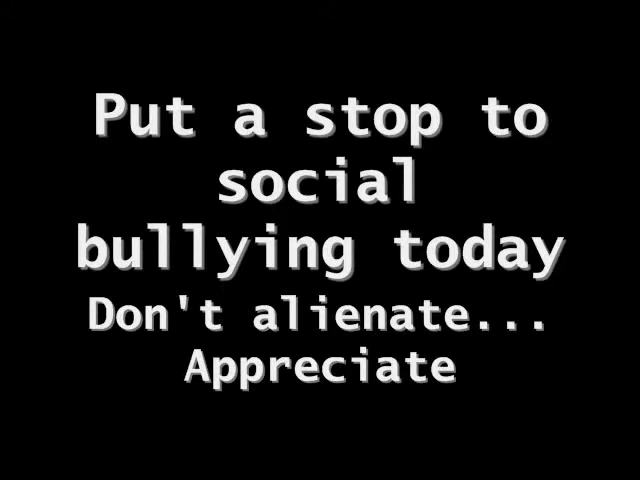 Put a stop to
social
bullying today
Don't alienate...
Appreciate